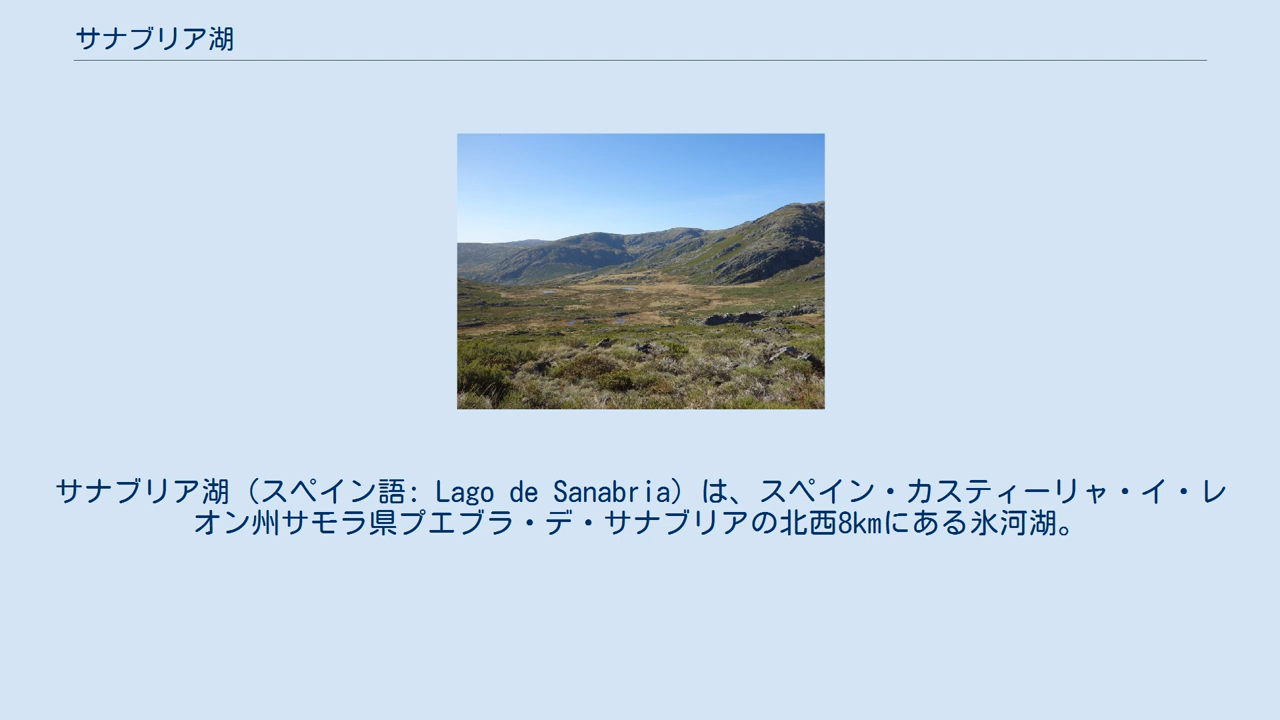 サナブリア湖
サナブリア湖（スペイン語: Lago de Sanabria）は、スペイン・カスティーリャ・イ・レ
オン州サモラ県プエブラ・デ・サナブリアの北西8kmにある氷河湖。